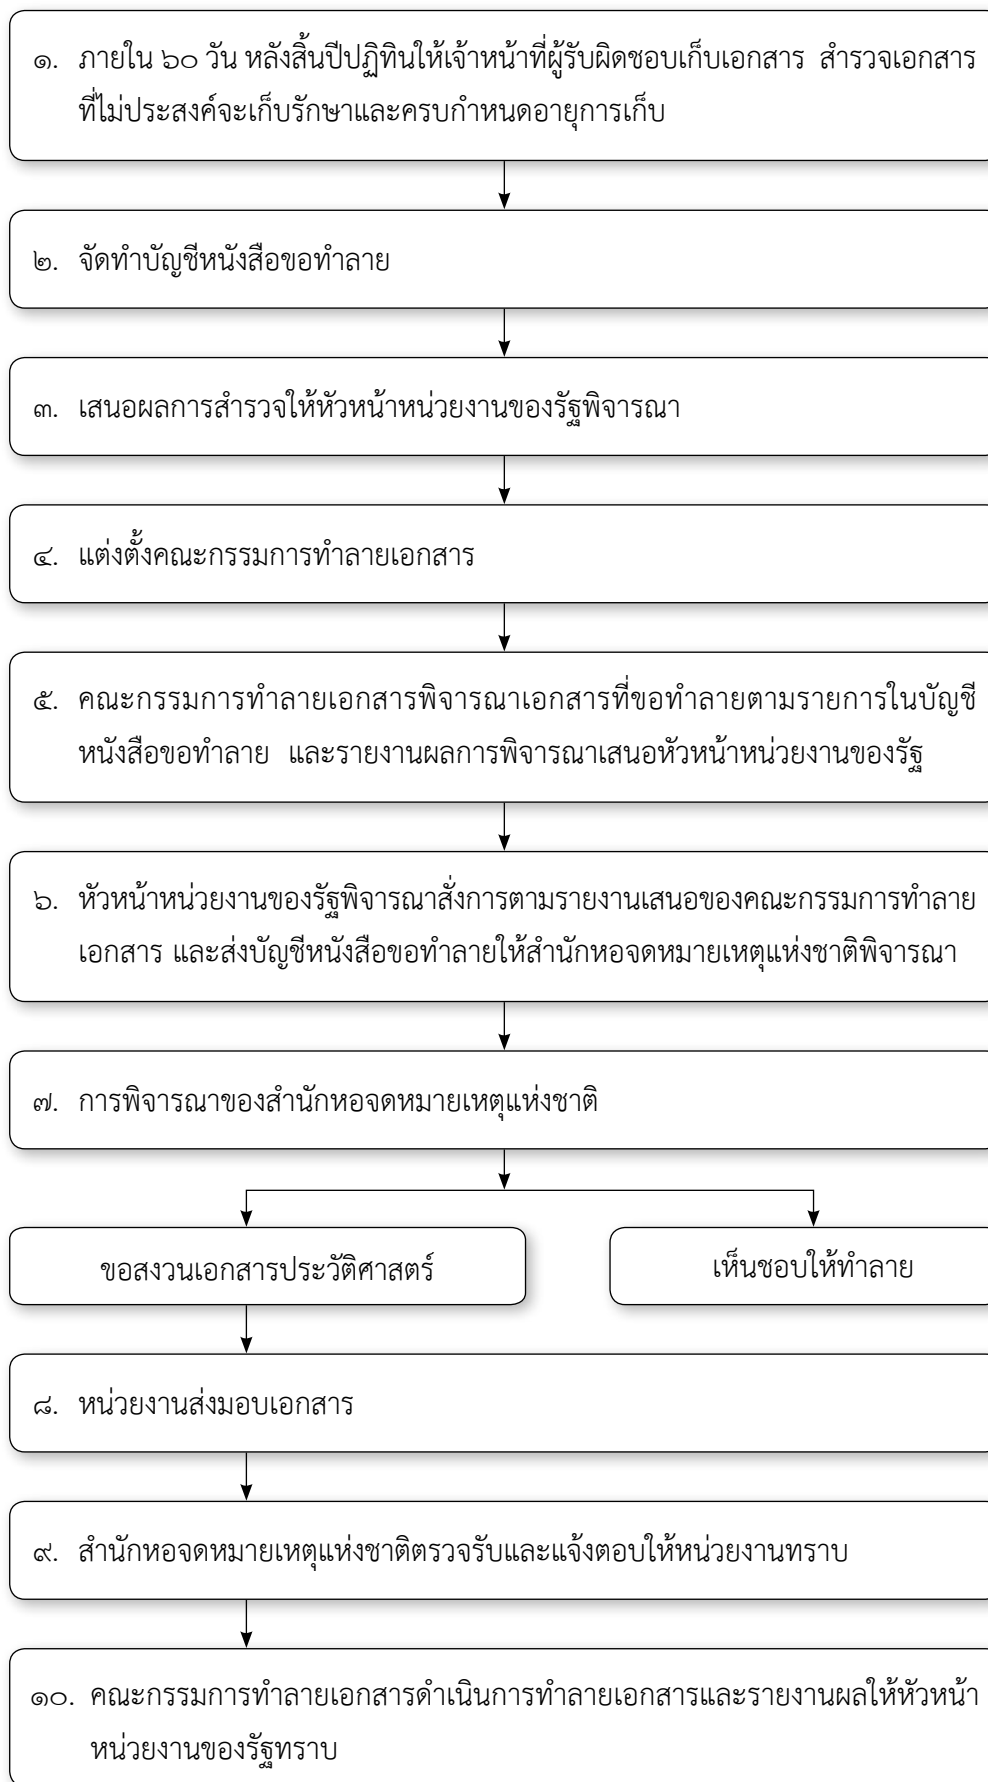 ๑. ภายใน ๖๐ วัน หลังสิ้นปีปฏิทินให้เจ้าหน้าที่ผู้รับผิดชอบเก็บเอกสาร สำรวจเอกสาร
ที่ไม่ประสงค์จะเก็บรักษาและครบกำหนดอายุการเก็บ
๒. จัดทำบัญชีหนังสือขอทำลาย
๓. เสนอผลการสำรวจให้หัวหน้าหน่วยงานของรัฐพิจารณา
๔. แต่งตั้งคณะกรรมการทำลายเอกสาร
๕. คณะกรรมการทำลายเอกสารพิจารณาเอกสารที่ขอทำลายตามรายการในบัญชี
หนังสือขอทำลาย และรายงานผลการพิจารณาเสนอหัวหน้าหน่วยงานของรัฐ
๖. หัวหน้าหน่วยงานของรัฐพิจารณาสั่งการตามรายงานเสนอของคณะกรรมการทำลาย
เอกสาร และส่งบัญชีหนังสือขอทำลายให้สำนักหอจดหมายเหตุแห่งชาติพิจารณา
๗. การพิจารณาของสำนักหอจดหมายเหตุแห่งชาติ
ขอสงวนเอกสารประวัติศาสตร์
เห็นชอบให้ทำลาย
๘. หน่วยงานส่งมอบเอกสาร
๙. สำนักหอจดหมายเหตุแห่งชาติตรวจรับและแจ้งตอบให้หน่วยงานทราบ
๑๐. คณะกรรมการทำลายเอกสารดำเนินการทำลายเอกสารและรายงานผลให้หัวหน้า
หน่วยงานของรัฐทราบ